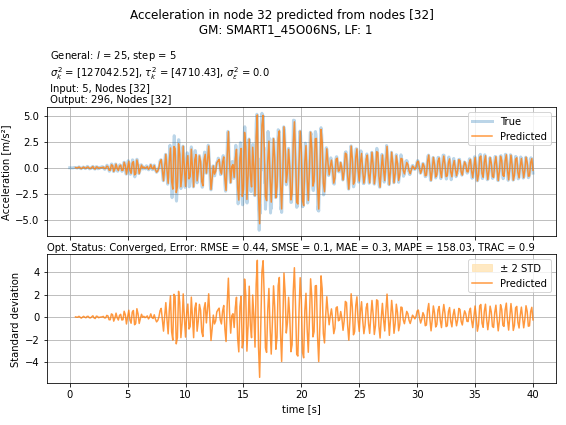 Acceleration in node 32 predicted from nodes [32]
GM: SMART1_45O06NS, LF: 1
General: l = 25, step = 5
σ²ₖ = [127042.52], τ²ₖ = [4710.43], σ²ₑ = 0.0
Input: 5, Nodes [32]
Output: 296, Nodes [32]
Acceleration [m/s²]
5.0
2.5
0.0
−2.5
−5.0
True
Predicted
Opt. Status: Converged, Error: RMSE = 0.44, SMSE = 0.1, MAE = 0.3, MAPE = 158.03, TRAC = 0.9
Standard deviation
4
2
0
−2
−4
± 2 STD
Predicted
0 5 10 15 20 25 30 35 40
time [s]